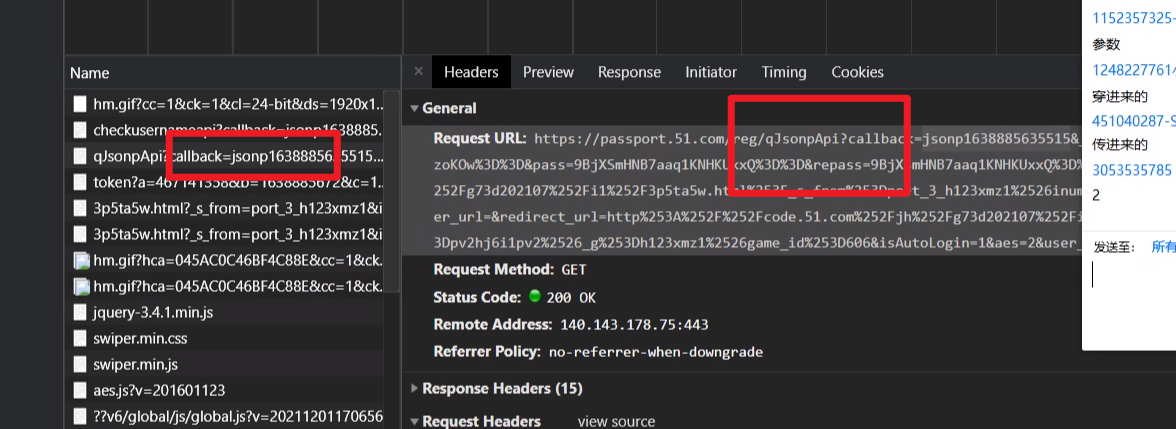 Name
hm.gif?cc=1&ck=1&cl=24-bit&ds=1920x1...
checkusernameapi?callback=jsonp1638885...
qJsonpApi?callback=jsonp1638885635515...
token?a=467141358&b=1638885672&c=1...
3p5ta5w.html?_s_from=port_3_h123xmz1&i
3p5ta5w.html?_s_from=port_3_h123xmz1&i
hm.gif?hca=045AC0C46BF4C88E&cc=1&ck...
hm.gif?hca=045AC0C46BF4C88E&cc=1&ck...
jquery-3.4.1.min.js
swiper.min.css
swiper.min.js
aes.js?v=201601123
??v6/global/js/global.js?v=20211201170656
× Headers Preview Response Initiator Timing Cookies
General
Request URL: https://passport.51.com/reg/qJsonpApi?callback=jsonp1638885635515&
zoKOw%3D%3D&pass=9BjXSmHNB7aaq1KNHKUxxQ%3D%3D&repass=9BjXSmHNB7aaq1KNHKUxxQ%3D%
252Fg73d202107%252Fi1%252F3p5ta5w.html%253F_s_from%253Dport_3_h123xmz1%2526inum
er_url=&redirect_url=http%253A%252F%252Fcode.51.com%252Fjh%252Fg73d202107%252Fi
3Dpv2hj6i1pv2%2526_g%253Dh123xmz1%2526game_id%253D606&isAutoLogin=1&aes=2&user_
Request Method: GET
Status Code: 200 OK
Remote Address: 140.143.178.75:443
Referrer Policy: no-referrer-when-downgrade
Response Headers (15)
Request Headers view source
1152357325-
参数
1248227761
穿进来的
451040287-S
传进来的
3053535785
2
发送至: 所有